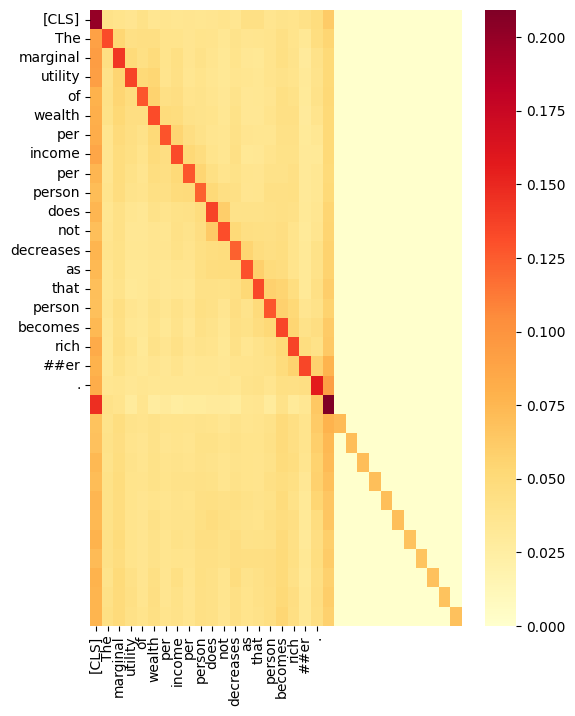 [CLS]
The
marginal
utility
of
wealth
per
income
per
person
does
not
decreases
as
that
person
becomes
rich
##er
.
[CLS]
The
marginal
utility
of
wealth
per
income
per
person
does
not
decreases
as
that
person
becomes
rich
##er
.
0.200
0.175
0.150
0.125
0.100
0.075
0.050
0.025
0.000